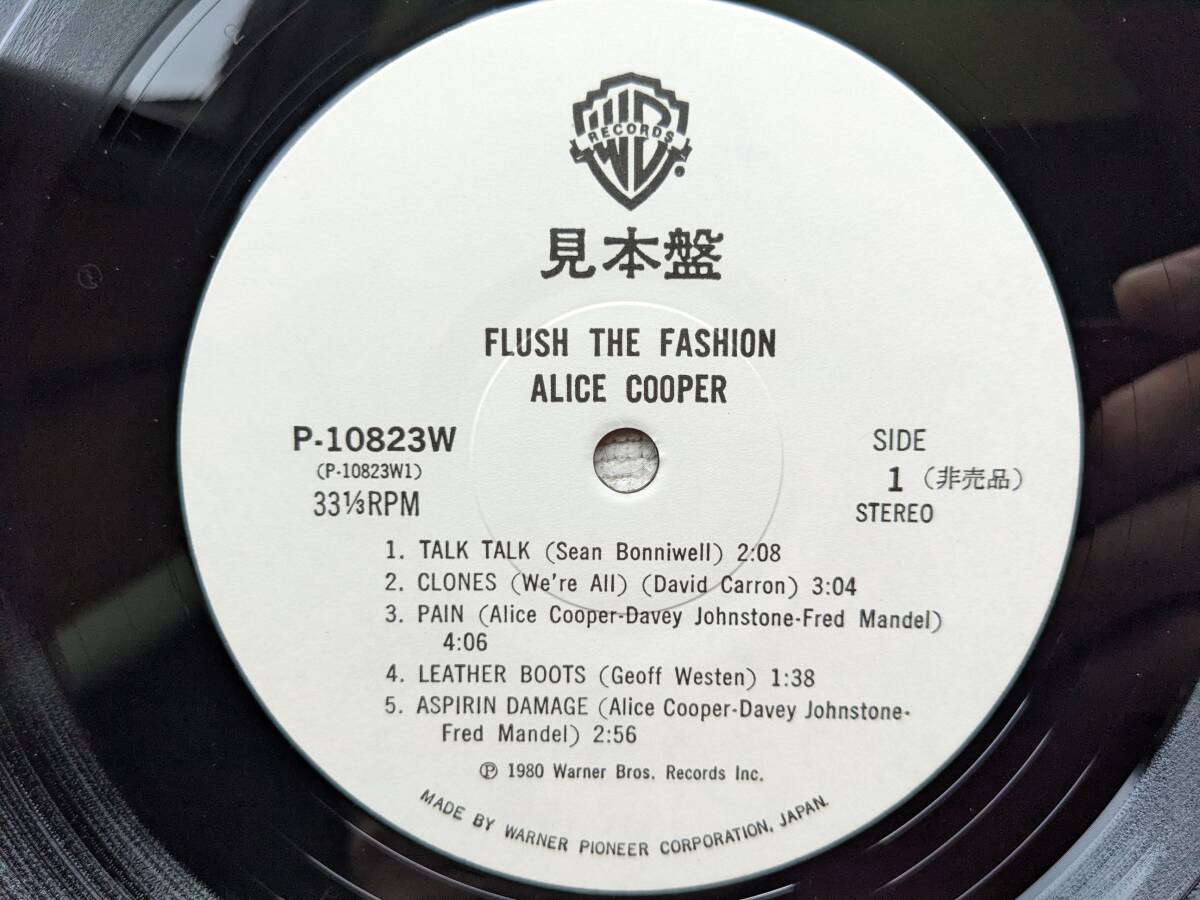 WB
RECORDS
見本盤
FLUSH THE FASHION
ALICE COOPER
P-10823W
(P-10823W1)
33⅓RPM
SIDE
1 (非売品)
STEREO
1. TALK TALK (Sean Bonniwell) 2:08
2. CLONES (We're All) (David Carron) 3:04
3. PAIN (Alice Cooper-Davey Johnstone-Fred Mandel)
4:06
4. LEATHER BOOTS (Geoff Westen) 1:38
5. ASPIRIN DAMAGE (Alice Cooper-Davey Johnstone-
Fred Mandel) 2:56
℗ 1980 Warner Bros. Records Inc.
MADE BY WARNER PIONEER CORPORATION, JAPAN.